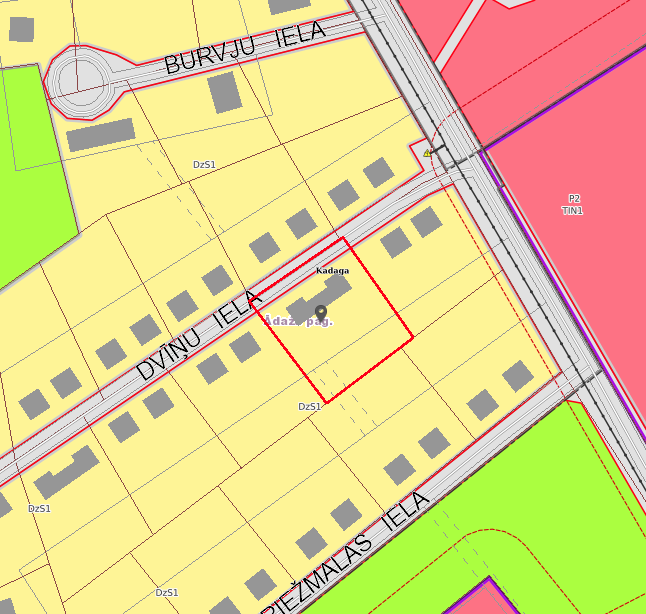 BURVJU IELA
DzS1
P2
TIN1
Kadaga
DVĪŅU IELA
Ādažu pag.
DzS1
DzS1
PRIEŽMALAS IELA
DzS1